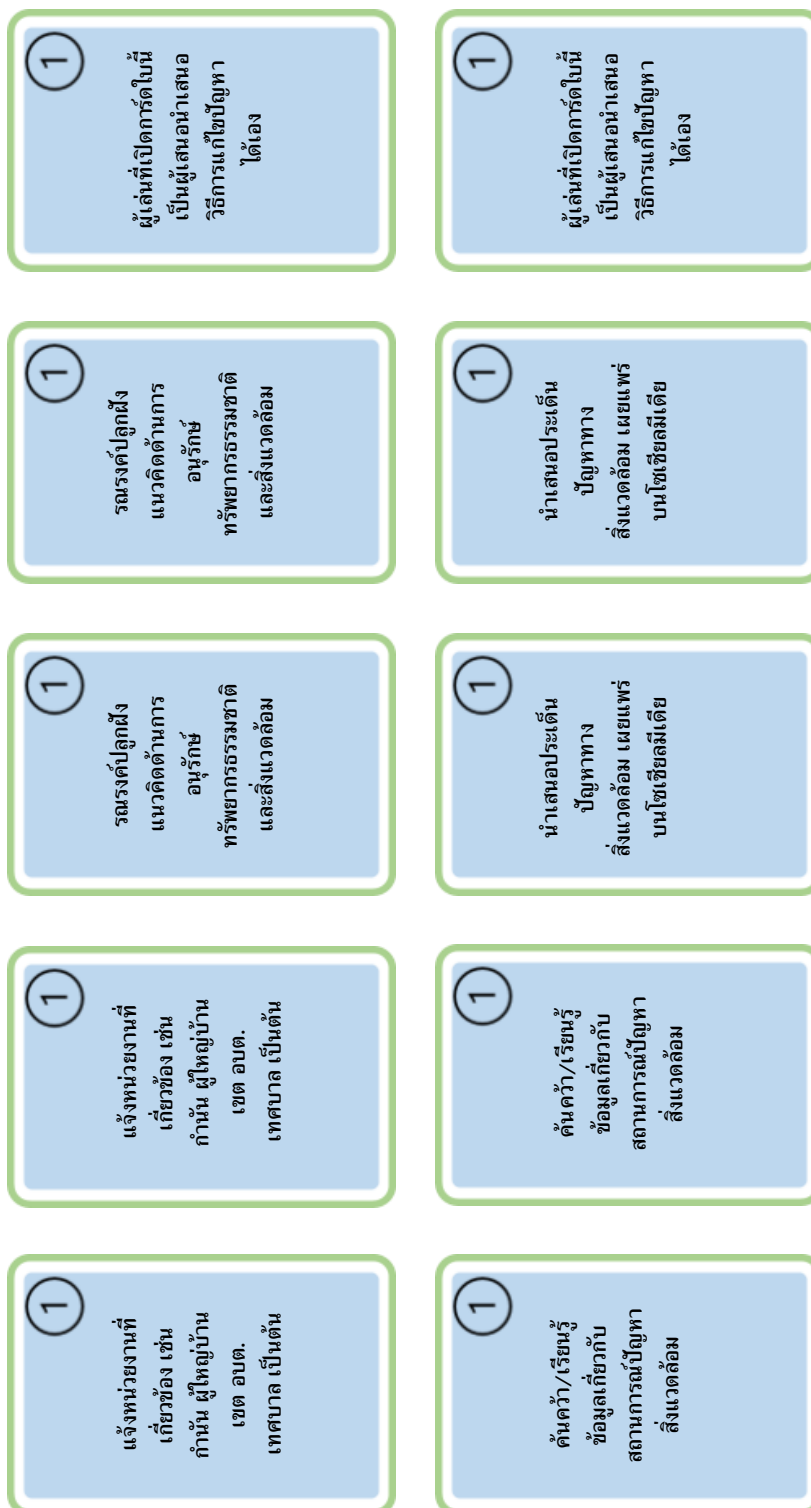 1
แจ้งหน่วยงานที่
เกี่ยวข้อง เช่น
กำนัน ผู้ใหญ่บ้าน
เขต อบต.
เทศบาล เป็นต้น
1
แจ้งหน่วยงานที่
เกี่ยวข้อง เช่น
กำนัน ผู้ใหญ่บ้าน
เขต อบต.
เทศบาล เป็นต้น
1
รณรงค์ปลูกฝัง
แนวคิดด้านการ
อนุรักษ์
ทรัพยากรธรรมชาติ
และสิ่งแวดล้อม
1
รณรงค์ปลูกฝัง
แนวคิดด้านการ
อนุรักษ์
ทรัพยากรธรรมชาติ
และสิ่งแวดล้อม
1
ผู้เล่นที่เปิดการ์ดใบนี้
เป็นผู้เสนอนำเสนอ
วิธีการแก้ไขปัญหา
ได้เอง
1
ค้นคว้า/เรียนรู้
ข้อมูลเกี่ยวกับ
สถานการณ์ปัญหา
สิ่งแวดล้อม
1
ค้นคว้า/เรียนรู้
ข้อมูลเกี่ยวกับ
สถานการณ์ปัญหา
สิ่งแวดล้อม
1
นำเสนอประเด็น
ปัญหาทาง
สิ่งแวดล้อม เผยแพร่
บนโซเชียลมีเดีย
1
นำเสนอประเด็น
ปัญหาทาง
สิ่งแวดล้อม เผยแพร่
บนโซเชียลมีเดีย
1
ผู้เล่นที่เปิดการ์ดใบนี้
เป็นผู้เสนอนำเสนอ
วิธีการแก้ไขปัญหา
ได้เอง